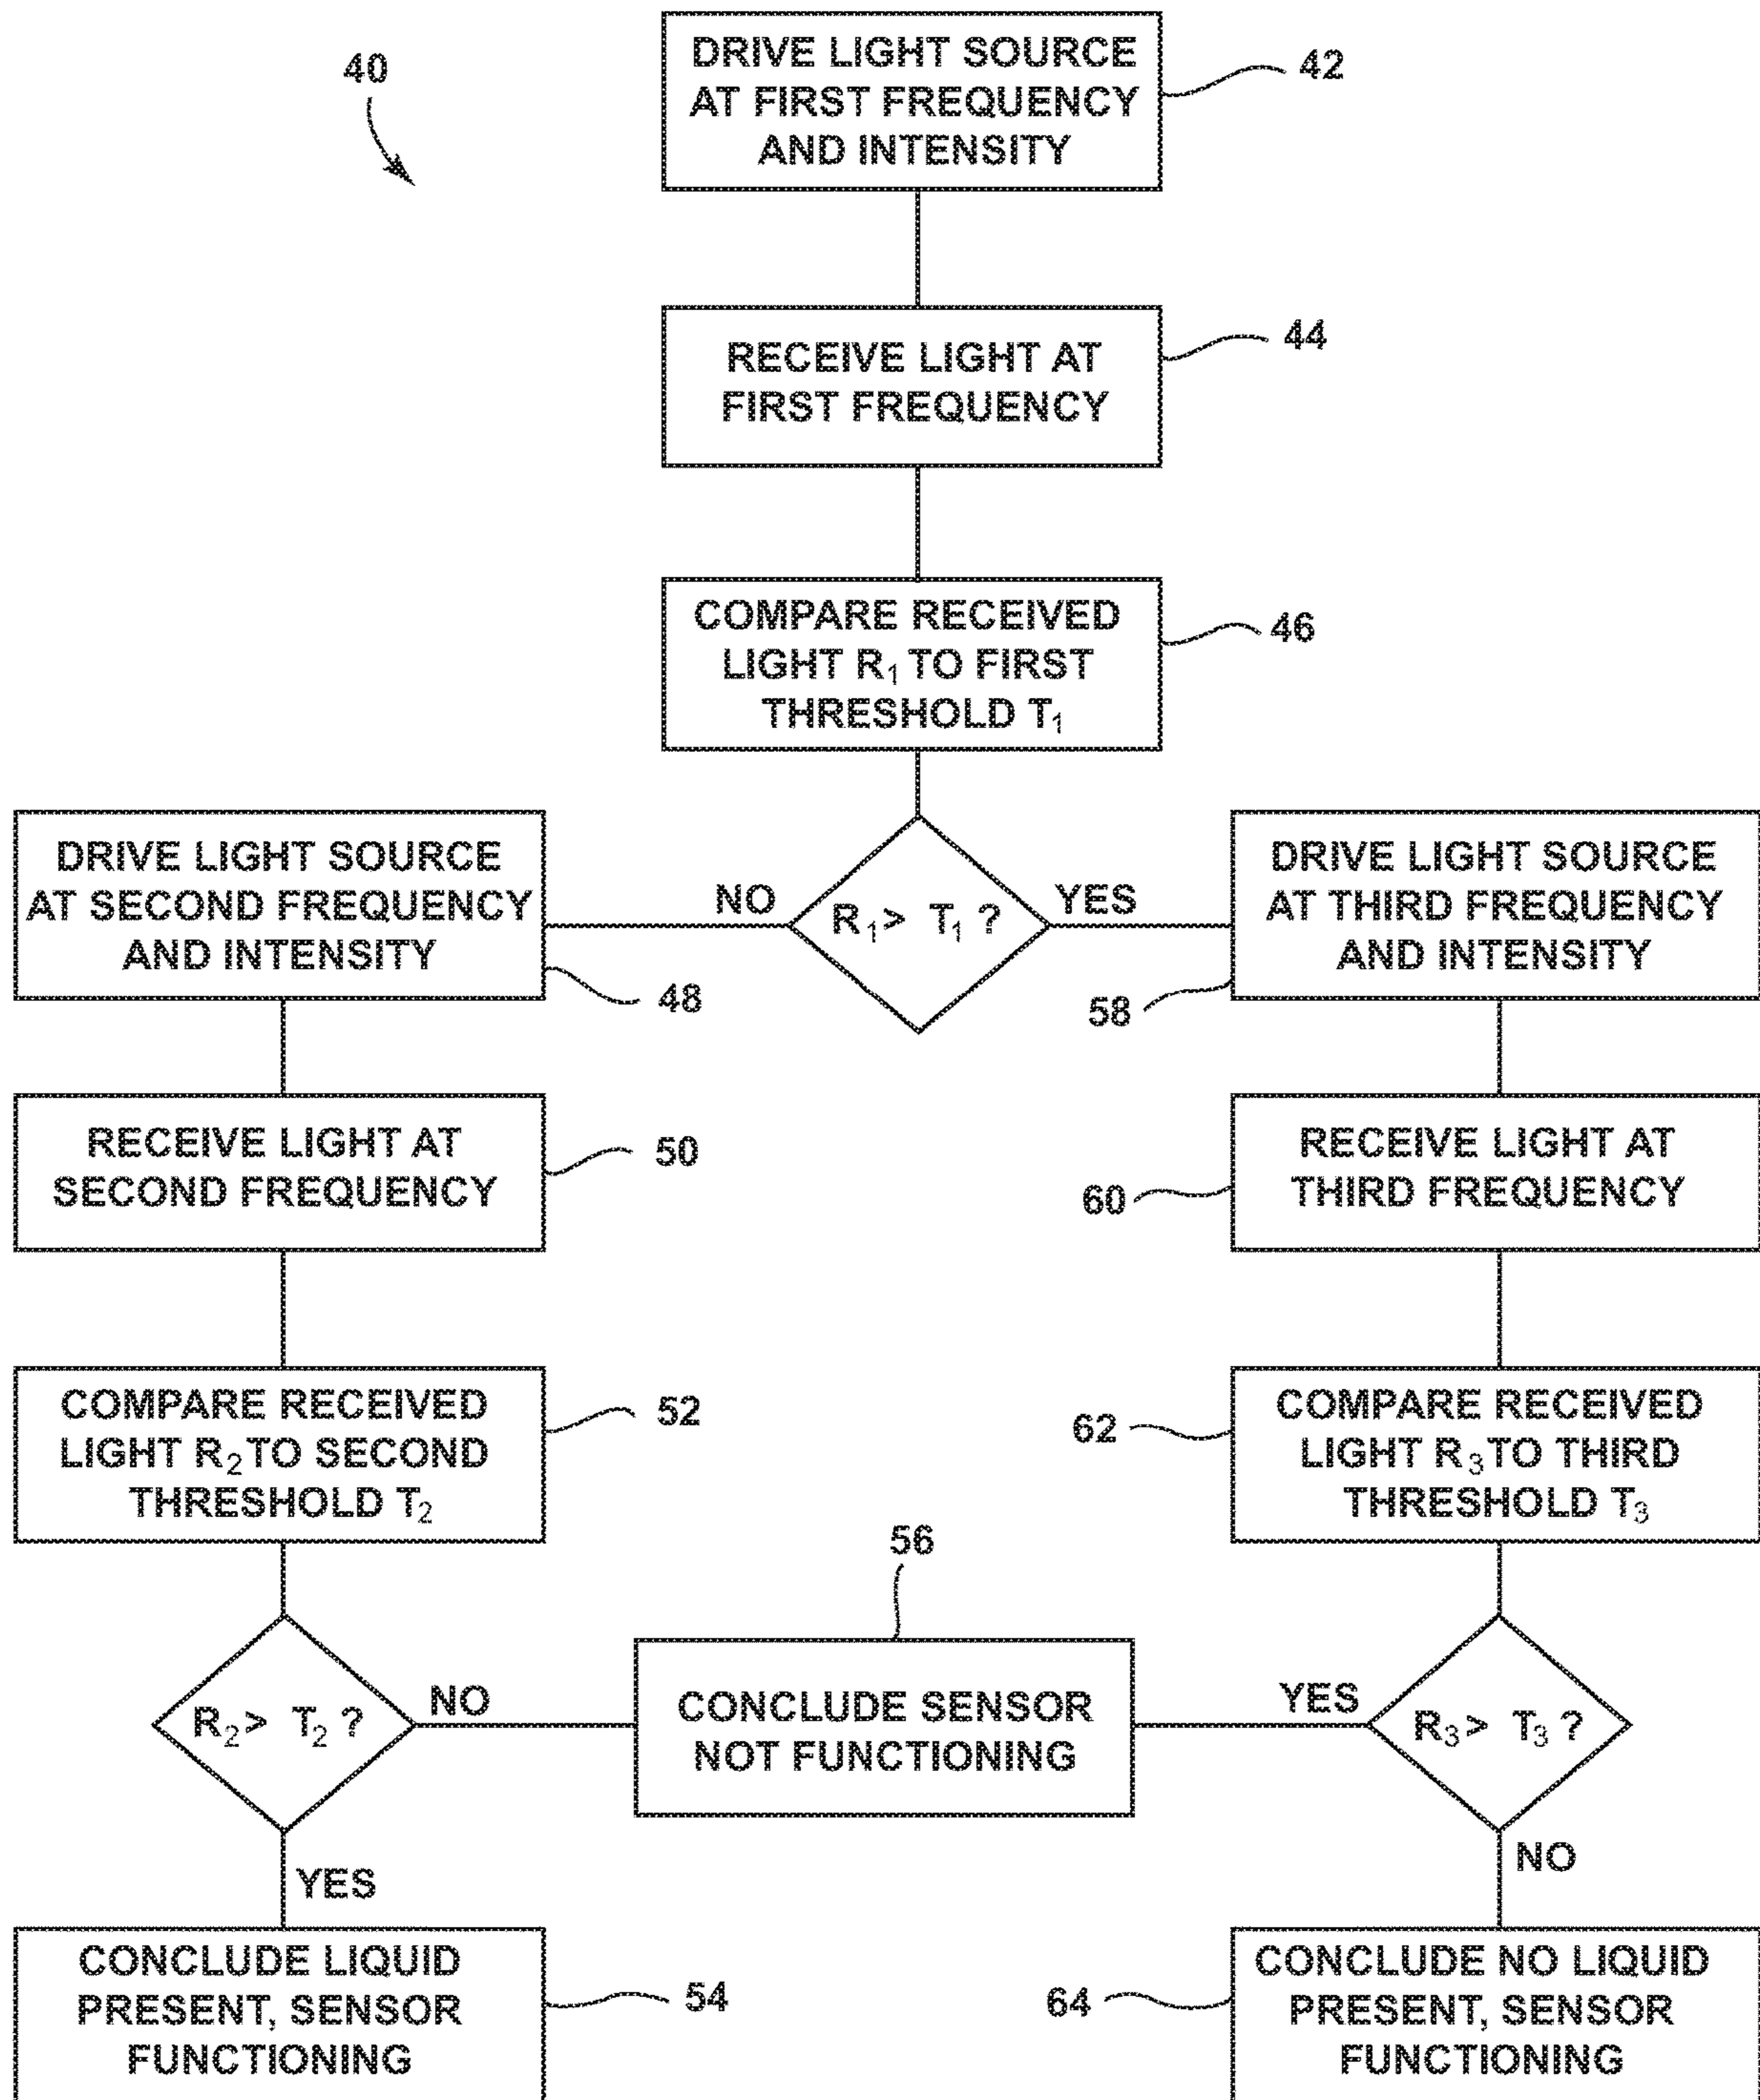 40
DRIVE LIGHT SOURCE
AT FIRST FREQUENCY
AND INTENSITY
42
RECEIVE LIGHT AT
FIRST FREQUENCY
44
COMPARE RECEIVED
LIGHT R₁ TO FIRST
THRESHOLD T₁
46
R₁ > T₁ ?
NO
YES
DRIVE LIGHT SOURCE
AT SECOND FREQUENCY
AND INTENSITY
48
DRIVE LIGHT SOURCE
AT THIRD FREQUENCY
AND INTENSITY
58
RECEIVE LIGHT AT
SECOND FREQUENCY
50
RECEIVE LIGHT AT
THIRD FREQUENCY
60
COMPARE RECEIVED
LIGHT R₂ TO SECOND
THRESHOLD T₂
52
COMPARE RECEIVED
LIGHT R₃ TO THIRD
THRESHOLD T₃
62
56
R₂ > T₂ ?
NO
CONCLUDE SENSOR
NOT FUNCTIONING
YES
R₃ > T₃ ?
YES
NO
CONCLUDE LIQUID
PRESENT, SENSOR
FUNCTIONING
54
CONCLUDE NO LIQUID
PRESENT, SENSOR
FUNCTIONING
64